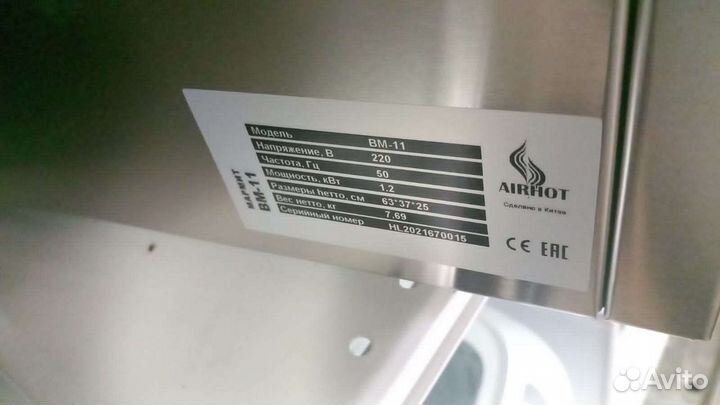 МАРМИТ
BM-11
Модель BM-11
Напряжение, В 220
Частота, Гц 50
Мощность, кВт 1.2
Размеры hетто, см 63*37*25
Вес нетто, кг 7.69
Серийный номер HL2021670015
AIRHOT
Сделано в Китае
CE EAC
Avito